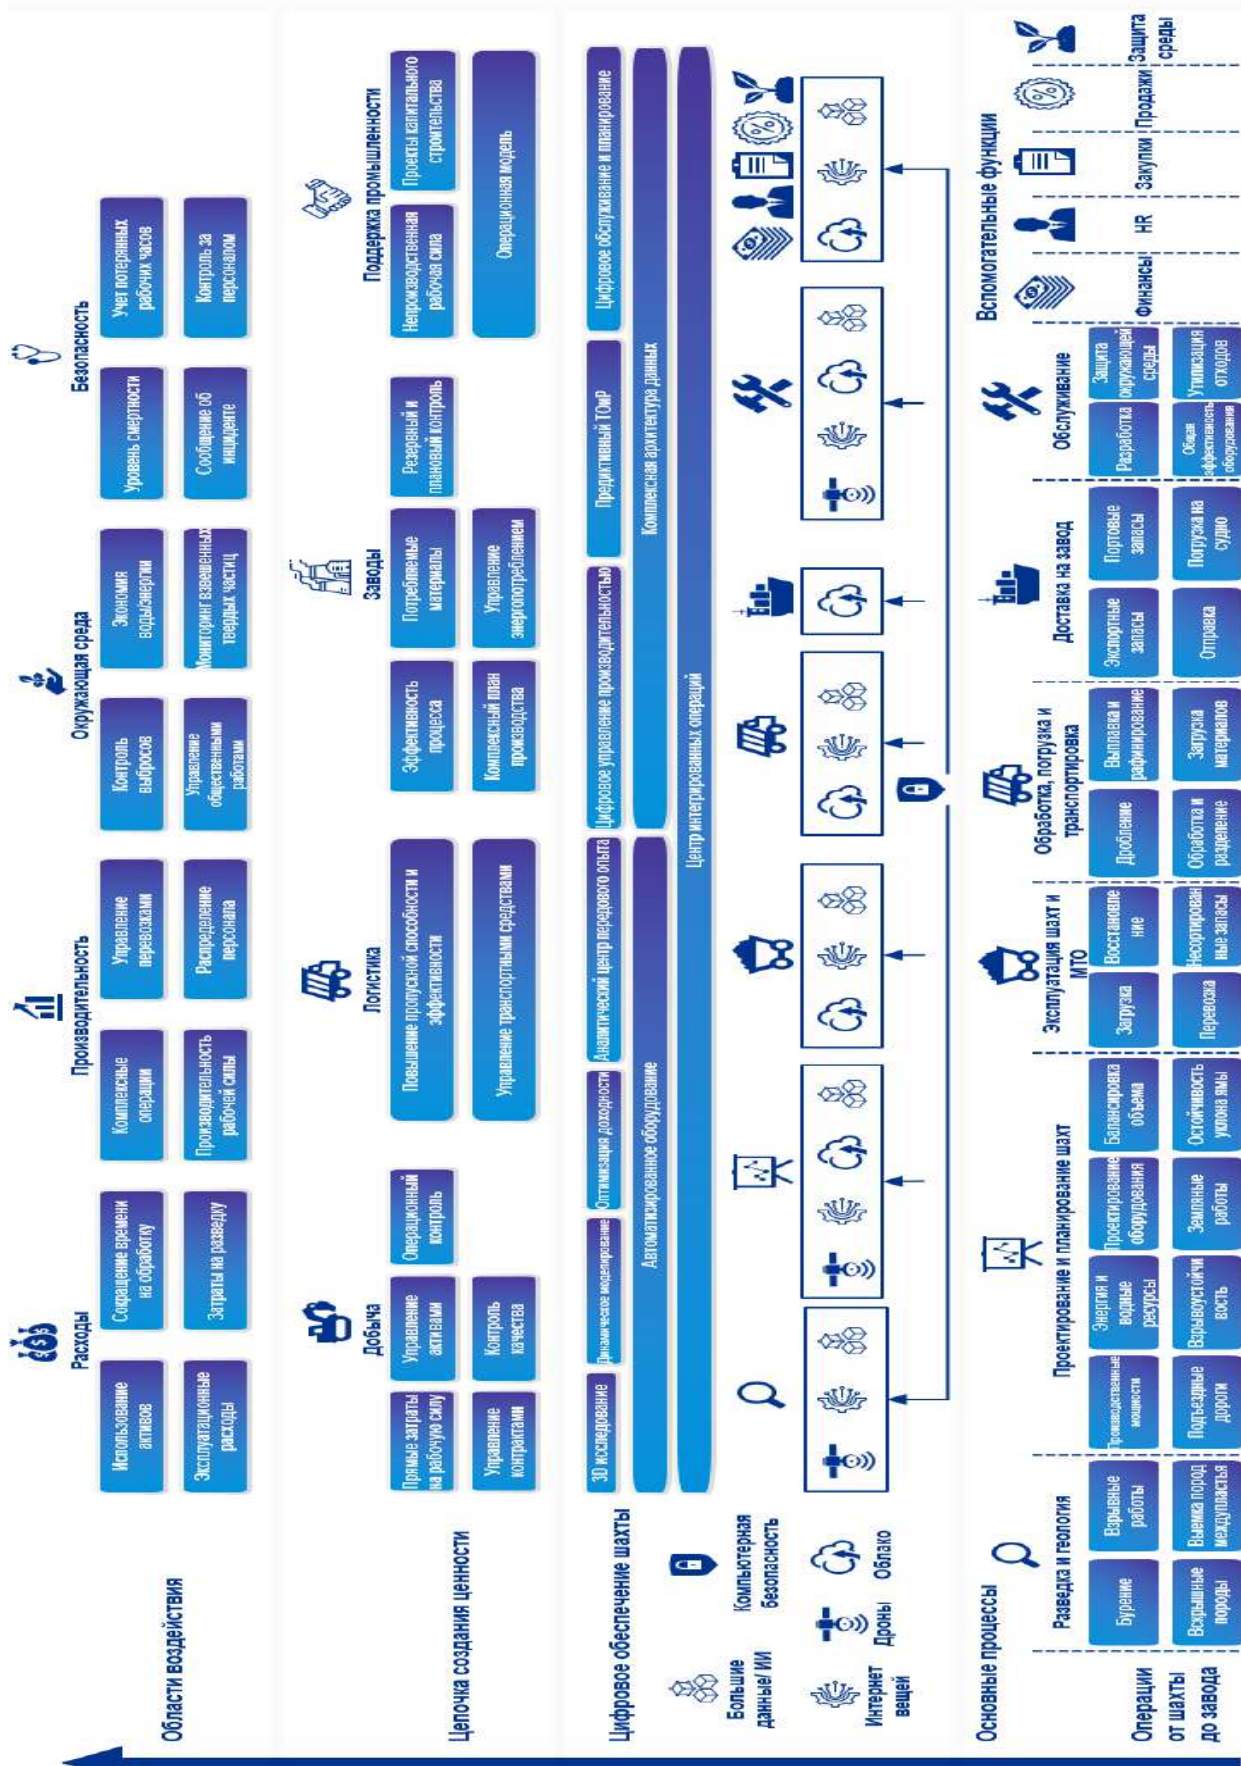 Области воздействия
Расходы
Использование
активов
Сокращение времени
на обработку
Эксплуатационные
расходы
Затраты на разведку
Производительность
Комплексные
операции
Управление
перевозками
Производительность
рабочей силы
Распределение
персонала
Окружающая среда
Контроль
выбросов
Экономия
воды/энергии
Управление
общественными
работами
Мониторинг взвешенных
твердых частиц
Безопасность
Уровень смертности
Учет потерянных
рабочих часов
Сообщение об
инциденте
Контроль за
персоналом
Цепочка создания ценности
Добыча
Прямые затраты
на рабочую силу
Управление
активами
Операционный
контроль
Управление
контрактами
Контроль
качества
Логистика
Повышение пропускной способности и
эффективности
Управление транспортными средствами
Заводы
Эффективность
процесса
Потребляемые
материалы
Резервный и
плановый контроль
Комплексный план
производства
Управление
энергопотреблением
Поддержка промышленности
Непроизводственная
рабочая сила
Проекты капитального
строительства
Операционная модель
Цифровое обеспечение шахты
3D исследование
Динамическое моделирование
Оптимизация доходности
Аналитический центр передового опыта
Цифровое управление производительностью
Предиктивный ТОиР
Цифровое обслуживание и планирование
Автоматизированное оборудование
Комплексная архитектура данных
Центр интегрированных операций
Большие
данные/ ИИ
Компьютерная
безопасность
Интернет
вещей
Дроны
Облако
Основные процессы
Вспомогательные функции
Операции
от шахты
до завода
Разведка и геология
Бурение
Взрывные
работы
Вскрышные
породы
Выемка пород
междупластья
Проектирование и планирование шахт
Производственные
мощности
Энергия и
водные
ресурсы
Проектирование
оборудования
Балансировка
объема
Подъездные
дороги
Взрывоустойчи
вость
Земляные
работы
Остойчивость
уклона ямы
Эксплуатация шахт и
МТО
Загрузка
Восстановле
ние
Перевозка
Несортирован
ные запасы
Обработка, погрузка и
транспортировка
Дробление
Выплавка и
рафинирование
Обработка и
разделение
Загрузка
материалов
Доставка на завод
Экспортные
запасы
Портовые
запасы
Отправка
Погрузка на
судно
Обслуживание
Разработка
Защита
окружающей
среды
Общая
эффективность
оборудования
Утилизация
отходов
Финансы
HR
Закупки
Продажи
Защита
среды